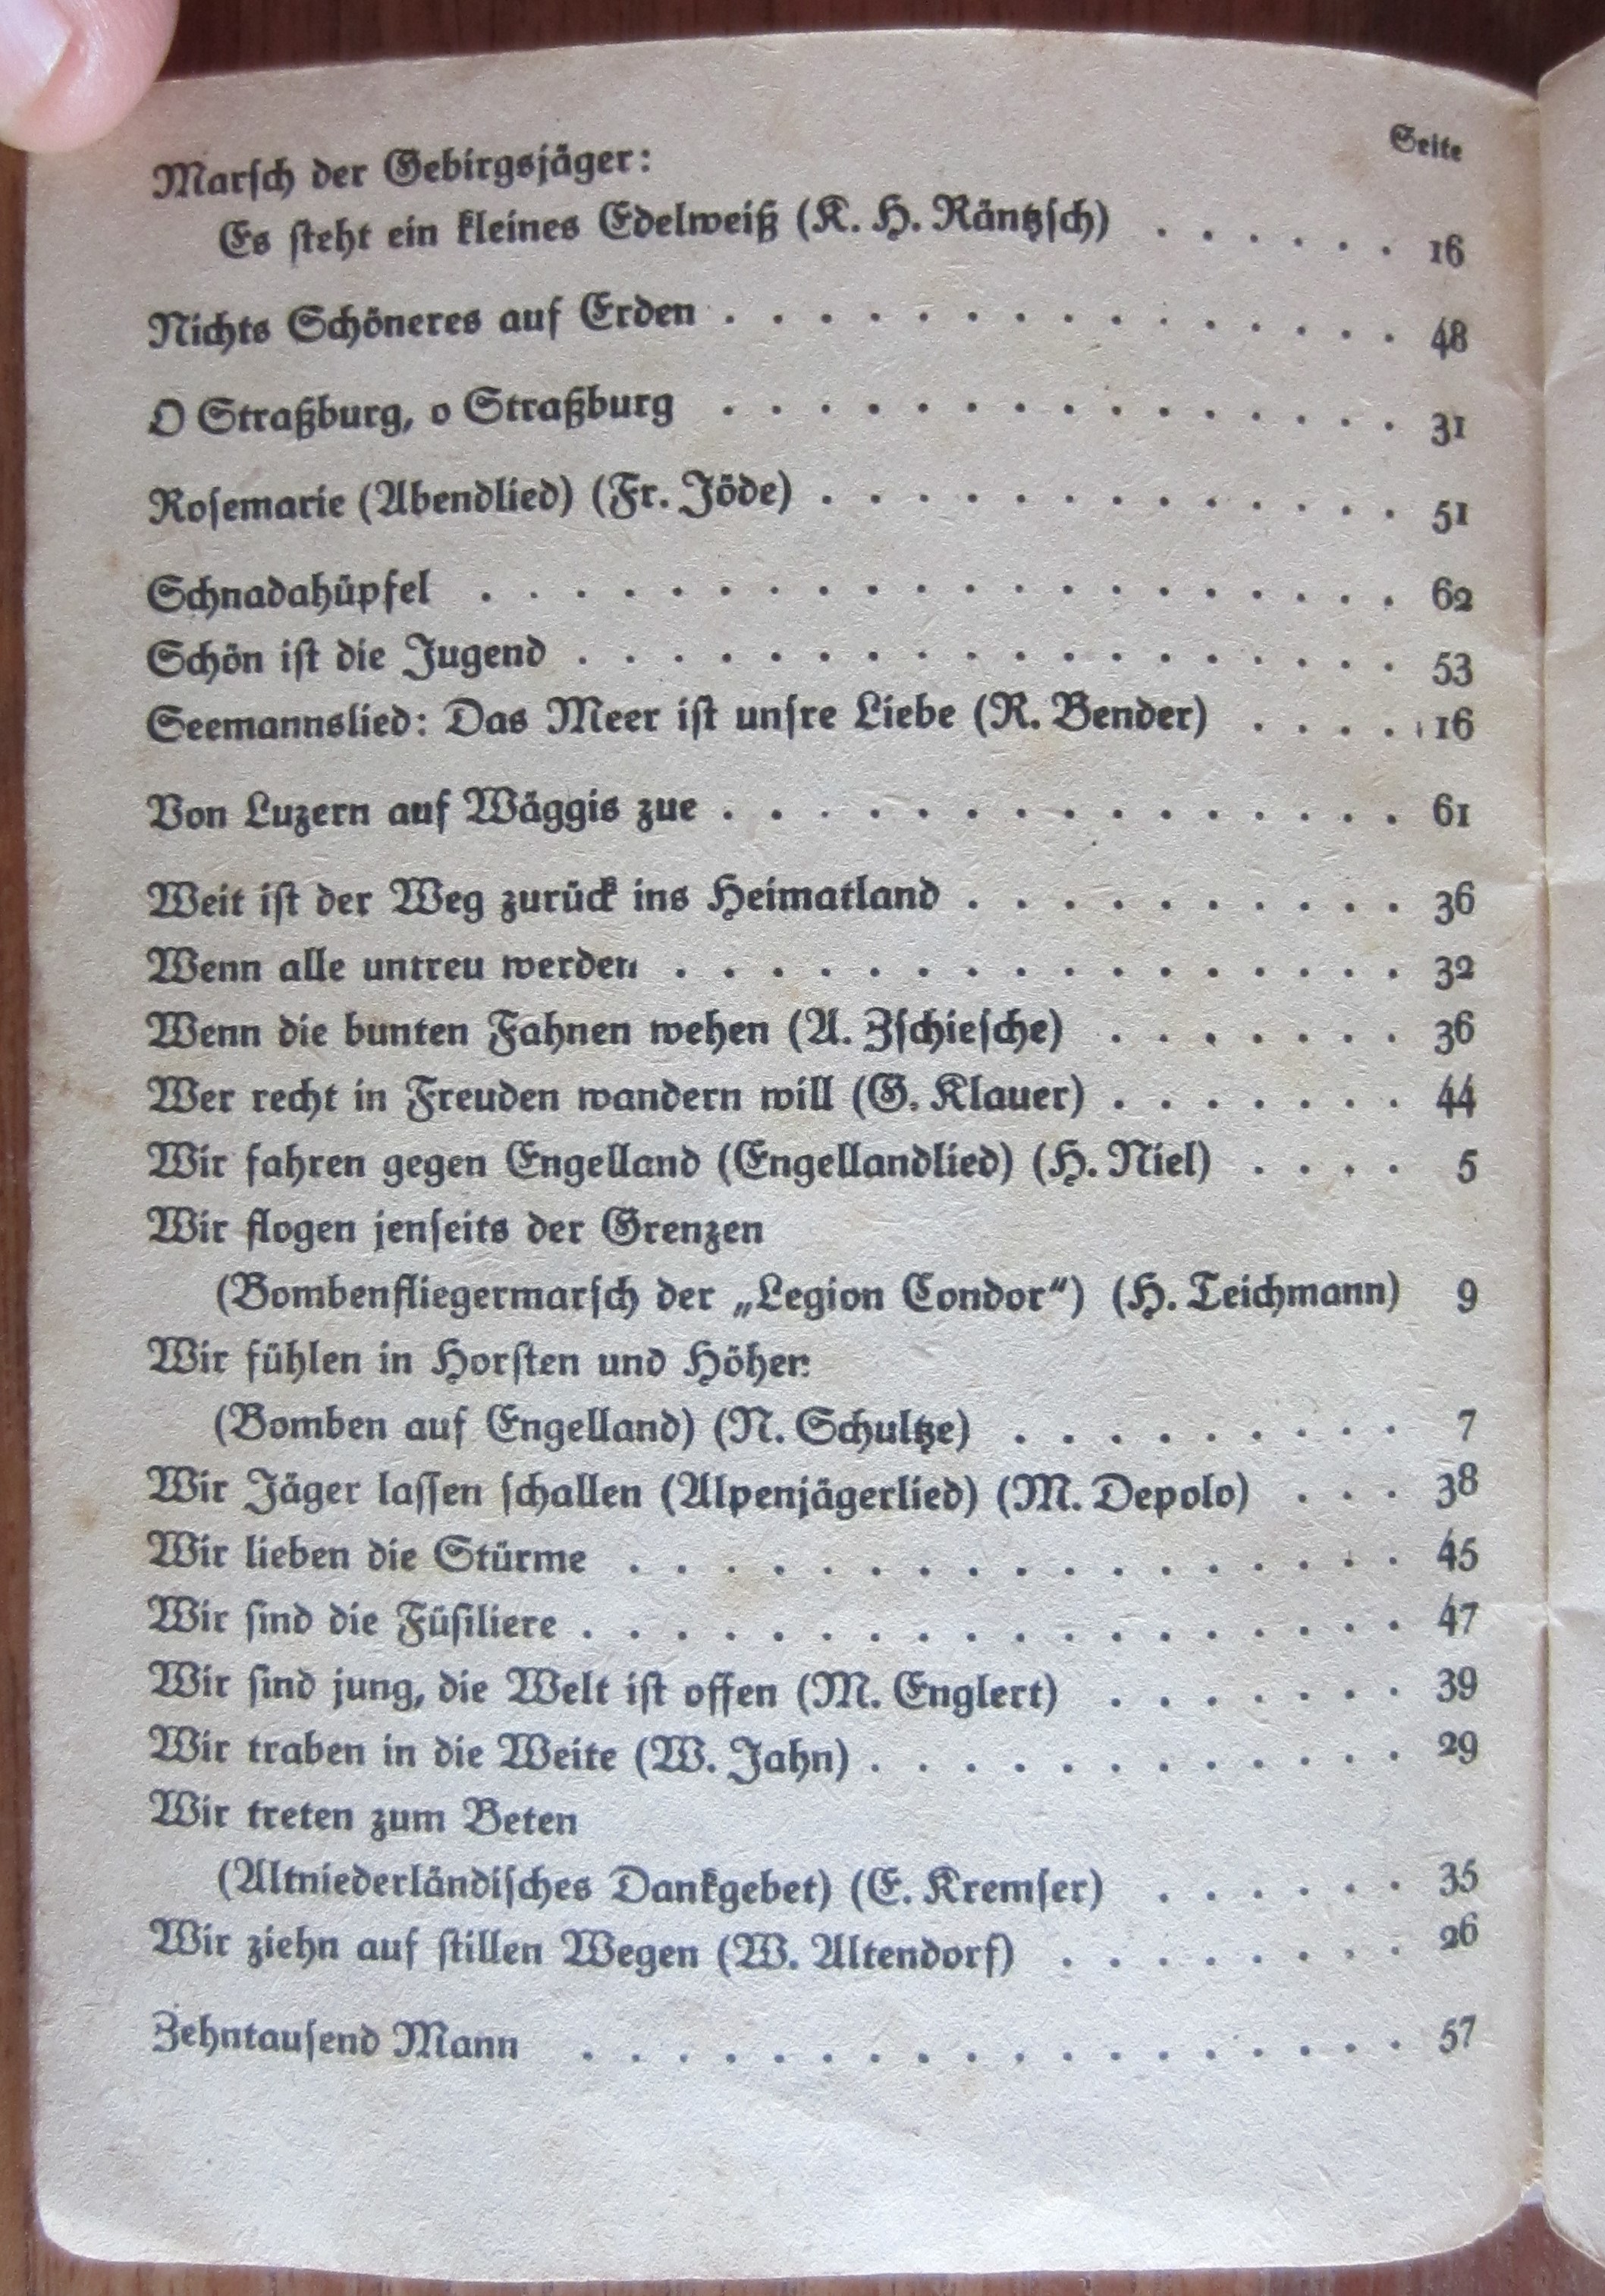 Seite
Marsch der Gebirgsjäger:
Es steht ein kleines Edelweiß (K. H. Räntzsch) . . . . . . 16
Nichts Schöneres auf Erden . . . . . . . . . . . . . . . 48
O Straßburg, o Straßburg . . . . . . . . . . . . . . . 31
Rosemarie (Abendlied) (Fr. Jöde) . . . . . . . . . . . . . 51
Schnadahüpfel . . . . . . . . . . . . . . . . . . . . 62
Schön ist die Jugend . . . . . . . . . . . . . . . . . . 53
Seemannslied: Das Meer ist unsre Liebe (R. Bender) . . . . 16
Von Luzern auf Wäggis zue . . . . . . . . . . . . . . . 61
Weit ist der Weg zurück ins Heimatland . . . . . . . . . . 36
Wenn alle untreu werden . . . . . . . . . . . . . . . . 32
Wenn die bunten Fahnen wehen (A. Zschiesche) . . . . . . . 36
Wer recht in Freuden wandern will (G. Klauer) . . . . . . . 44
Wir fahren gegen Engelland (Engellandlied) (H. Niel) . . . . 5
Wir flogen jenseits der Grenzen
(Bombenfliegermarsch der „Legion Condor“) (H. Teichmann) 9
Wir fühlen in Horsten und Höhen
(Bomben auf Engelland) (N. Schultze) . . . . . . . . . 7
Wir Jäger lassen schallen (Alpenjägerlied) (M. Depolo) . . . 38
Wir lieben die Stürme . . . . . . . . . . . . . . . . . 45
Wir sind die Füsiliere . . . . . . . . . . . . . . . . . . 47
Wir sind jung, die Welt ist offen (M. Englert) . . . . . . . 39
Wir traben in die Weite (W. Jahn) . . . . . . . . . . . . 29
Wir treten zum Beten
(Altniederländisches Dankgebet) (E. Kremser) . . . . . . 35
Wir ziehn auf stillen Wegen (W. Altendorf) . . . . . . . . 26
Zehntausend Mann . . . . . . . . . . . . . . . . . . 57